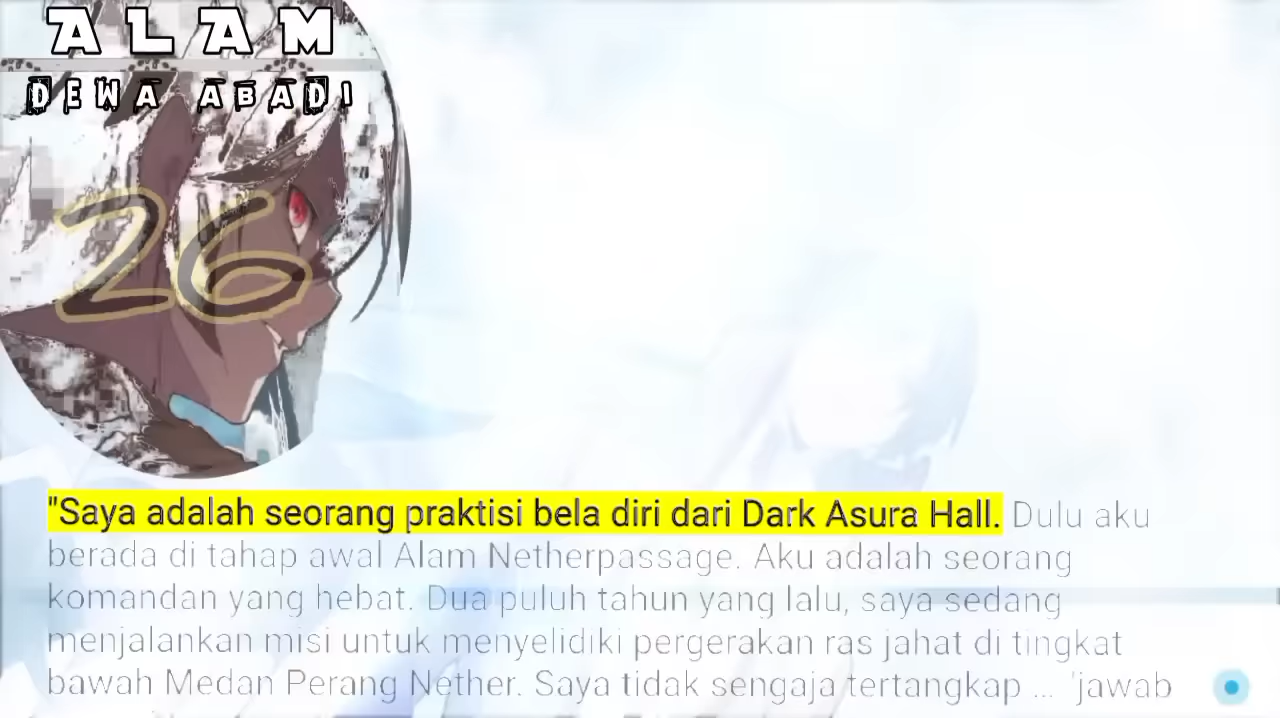 ALAM
DEWA ABADI
26
"Saya adalah seorang praktisi bela diri dari Dark Asura Hall. Dulu aku
berada di tahap awal Alam Netherpassage. Aku adalah seorang
komandan yang hebat. Dua puluh tahun yang lalu, saya sedang
menjalankan misi untuk menyelidiki pergerakan ras jahat di tingkat
bawah Medan Perang Nether. Saya tidak sengaja tertangkap ... 'jawab